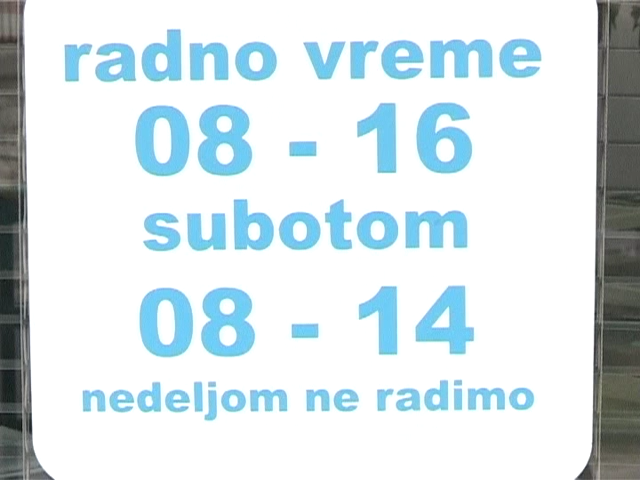 radno vreme
08 - 16
subotom
08 - 14
nedeljom ne radimo